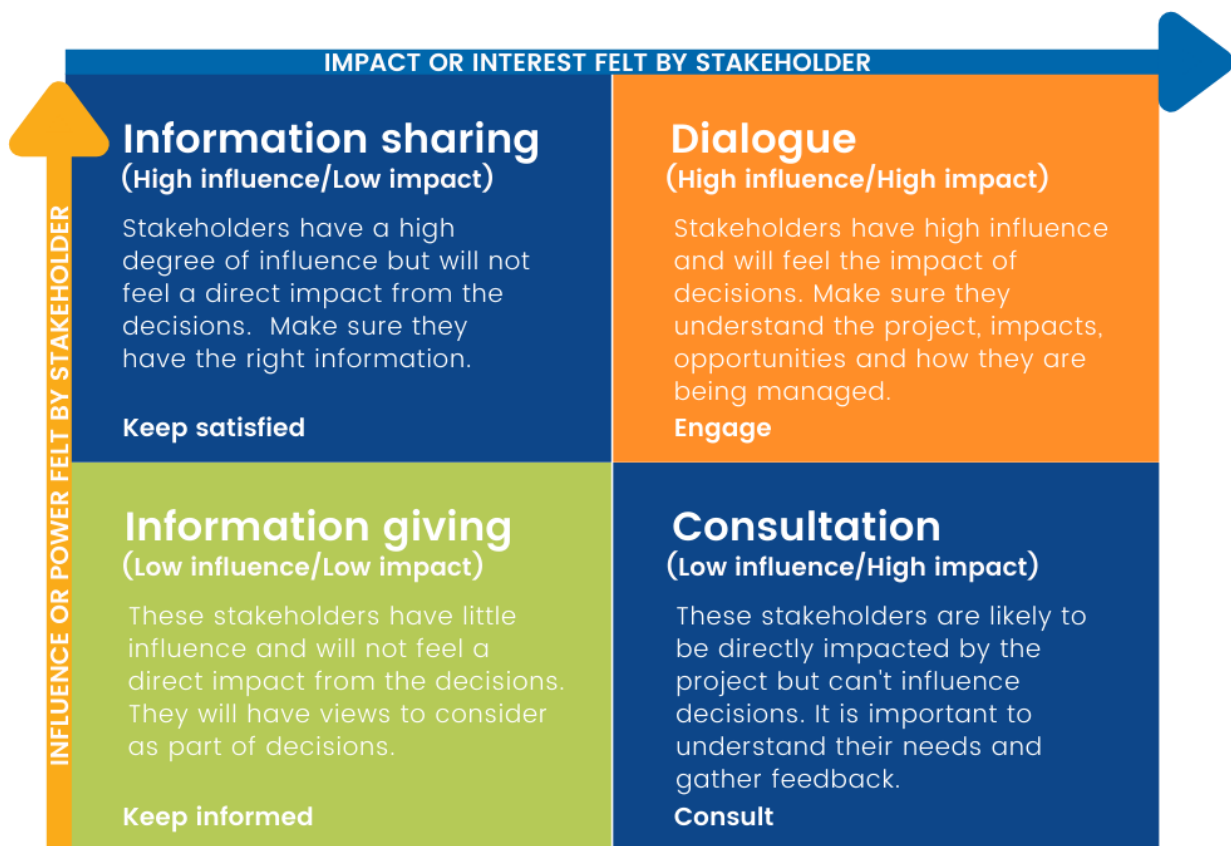 IMPACT OR INTEREST FELT BY STAKEHOLDER
INFLUENCE OR POWER FELT BY STAKEHOLDER
Information sharing
(High influence/Low impact)
Stakeholders have a high
degree of influence but will not
feel a direct impact from the
decisions.  Make sure they
have the right information.
Keep satisfied
Dialogue
(High influence/High impact)
Stakeholders have high influence
and will feel the impact of
decisions. Make sure they
understand the project, impacts,
opportunities and how they are
being managed.
Engage
Information giving
(Low influence/Low impact)
These stakeholders have little
influence and will not feel a
direct impact from the decisions.
They will have views to consider
as part of decisions.
Keep informed
Consultation
(Low influence/High impact)
These stakeholders are likely to
be directly impacted by the
project but can't influence
decisions. It is important to
understand their needs and
gather feedback.
Consult